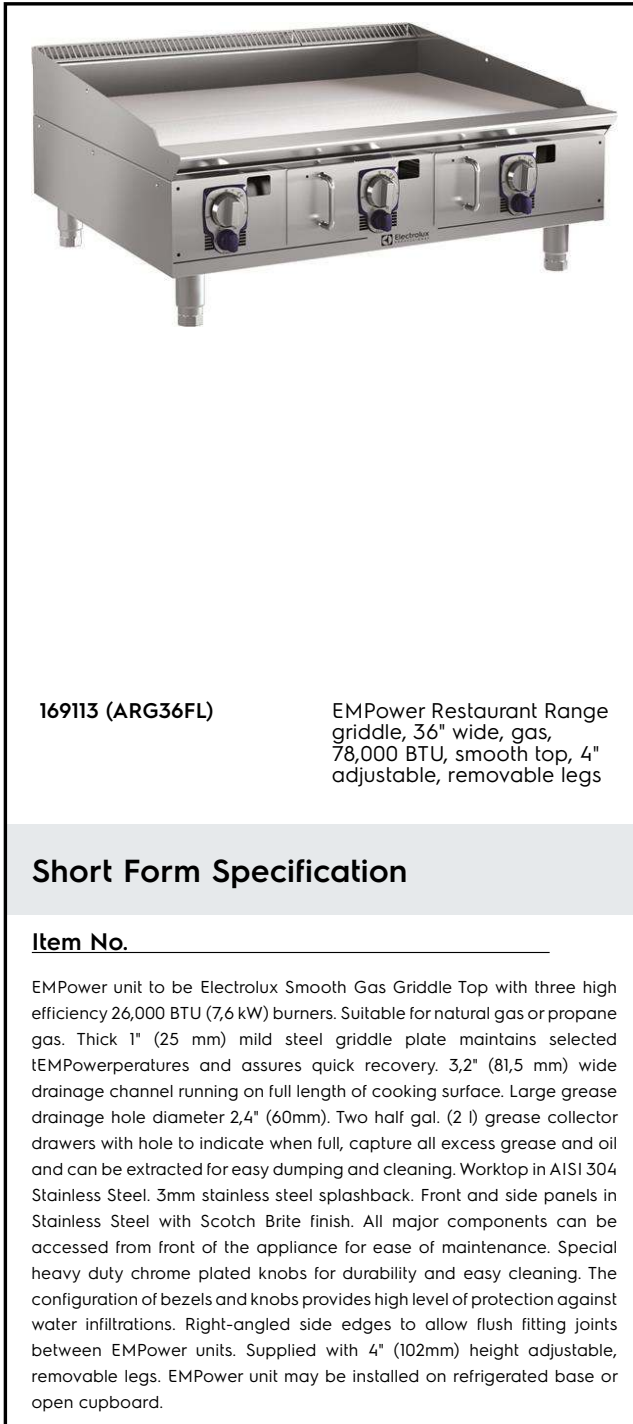 Electrolux
169113 (ARG36FL)
EMPower Restaurant Range
griddle, 36" wide, gas,
78,000 BTU, smooth top, 4"
adjustable, removable legs
Short Form Specification
Item No.
EMPower unit to be Electrolux Smooth Gas Griddle Top with three high
efficiency 26,000 BTU (7,6 kW) burners. Suitable for natural gas or propane
gas. Thick 1" (25 mm) mild steel griddle plate maintains selected
tEMPowerperatures and assures quick recovery. 3,2" (81,5 mm) wide
drainage channel running on full length of cooking surface. Large grease
drainage hole diameter 2,4" (60mm). Two half gal. (2 l) grease collector
drawers with hole to indicate when full, capture all excess grease and oil
and can be extracted for easy dumping and cleaning. Worktop in AISI 304
Stainless Steel. 3mm stainless steel splashback. Front and side panels in
Stainless Steel with Scotch Brite finish. All major components can be
accessed from front of the appliance for ease of maintenance. Special
heavy duty chrome plated knobs for durability and easy cleaning. The
configuration of bezels and knobs provides high level of protection against
water infiltrations. Right-angled side edges to allow flush fitting joints
between EMPower units. Supplied with 4" (102mm) height adjustable,
removable legs. EMPower unit may be installed on refrigerated base or
open cupboard.